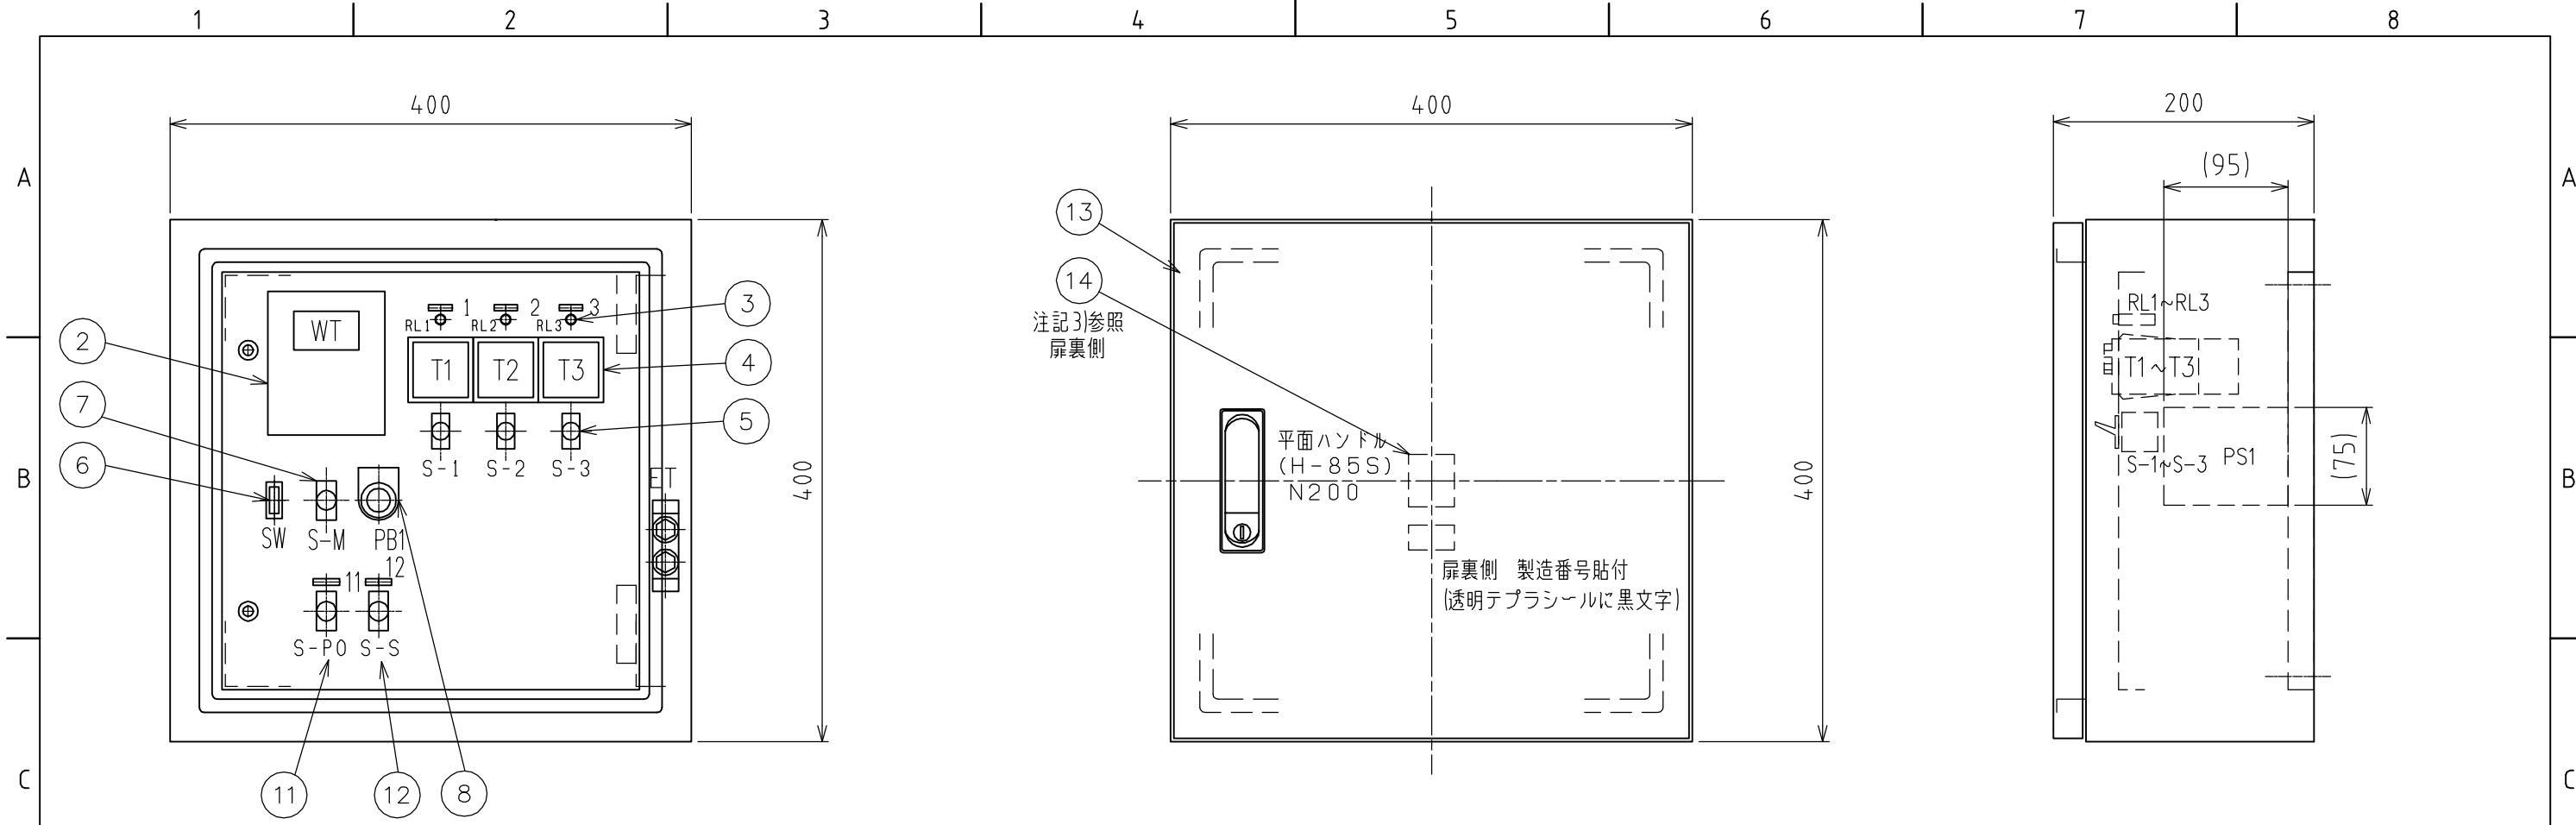 1 2 3 4 5 6 7 8
400 400 200
(95)
A A
13
14
注記3)参照
扉裏側
RL1~RL3
3
1 2 3
RL1 RL2 RL3
WT
2
T1 T2 T3
4
T1~T3
7
5
S-1 S-2 S-3
平面ハンドル
(H-85S)
N200
6
B B
ET
400 400
S-1~S-3 PS1
(75)
SW S-M PB1
11 12
扉裏側 製造番号貼付
(透明テプラシールに黒文字)
S-PO S-S
C C
11 12 8